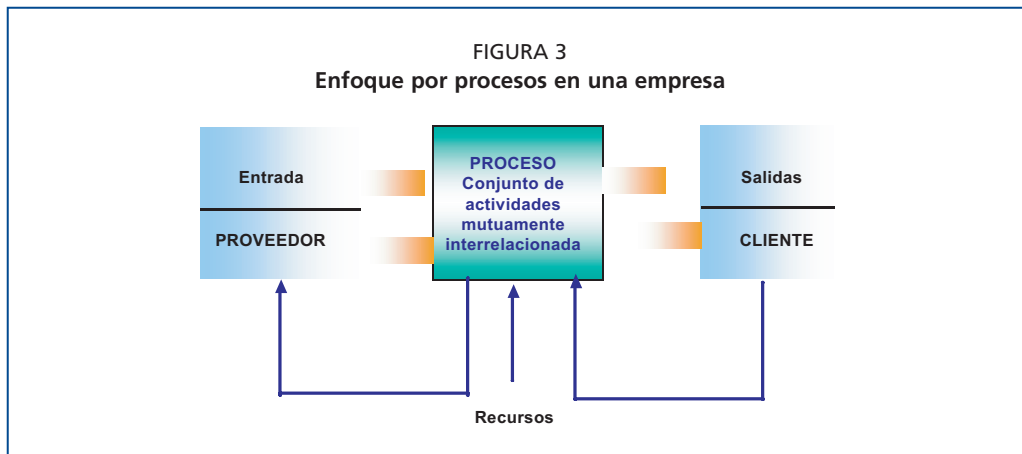 FIGURA 3
Enfoque por procesos en una empresa
Entrada
PROVEEDOR
PROCESO
Conjunto de
actividades
mutuamente
interrelacionada
Salidas
CLIENTE
Recursos